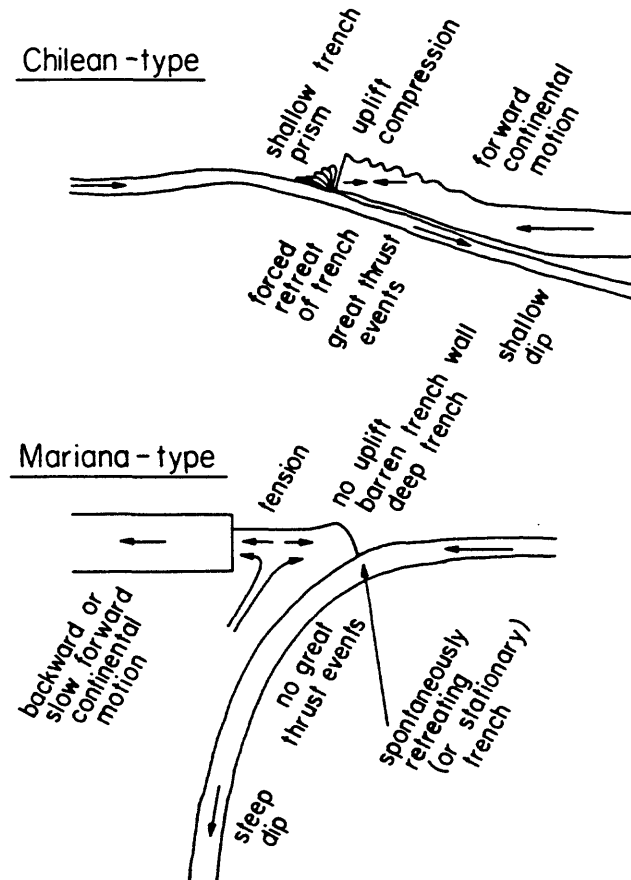 Chilean-type
shallow trench
prism
uplift
compression
forward
continental
motion
forced
retreat
of trench
great thrust
events
shallow
dip
Mariana-type
tension
no uplift
barren trench wall
deep trench
backward or
slow forward
continental
motion
no great
thrust events
spontaneously
retreating
(or stationary)
trench
steep
dip